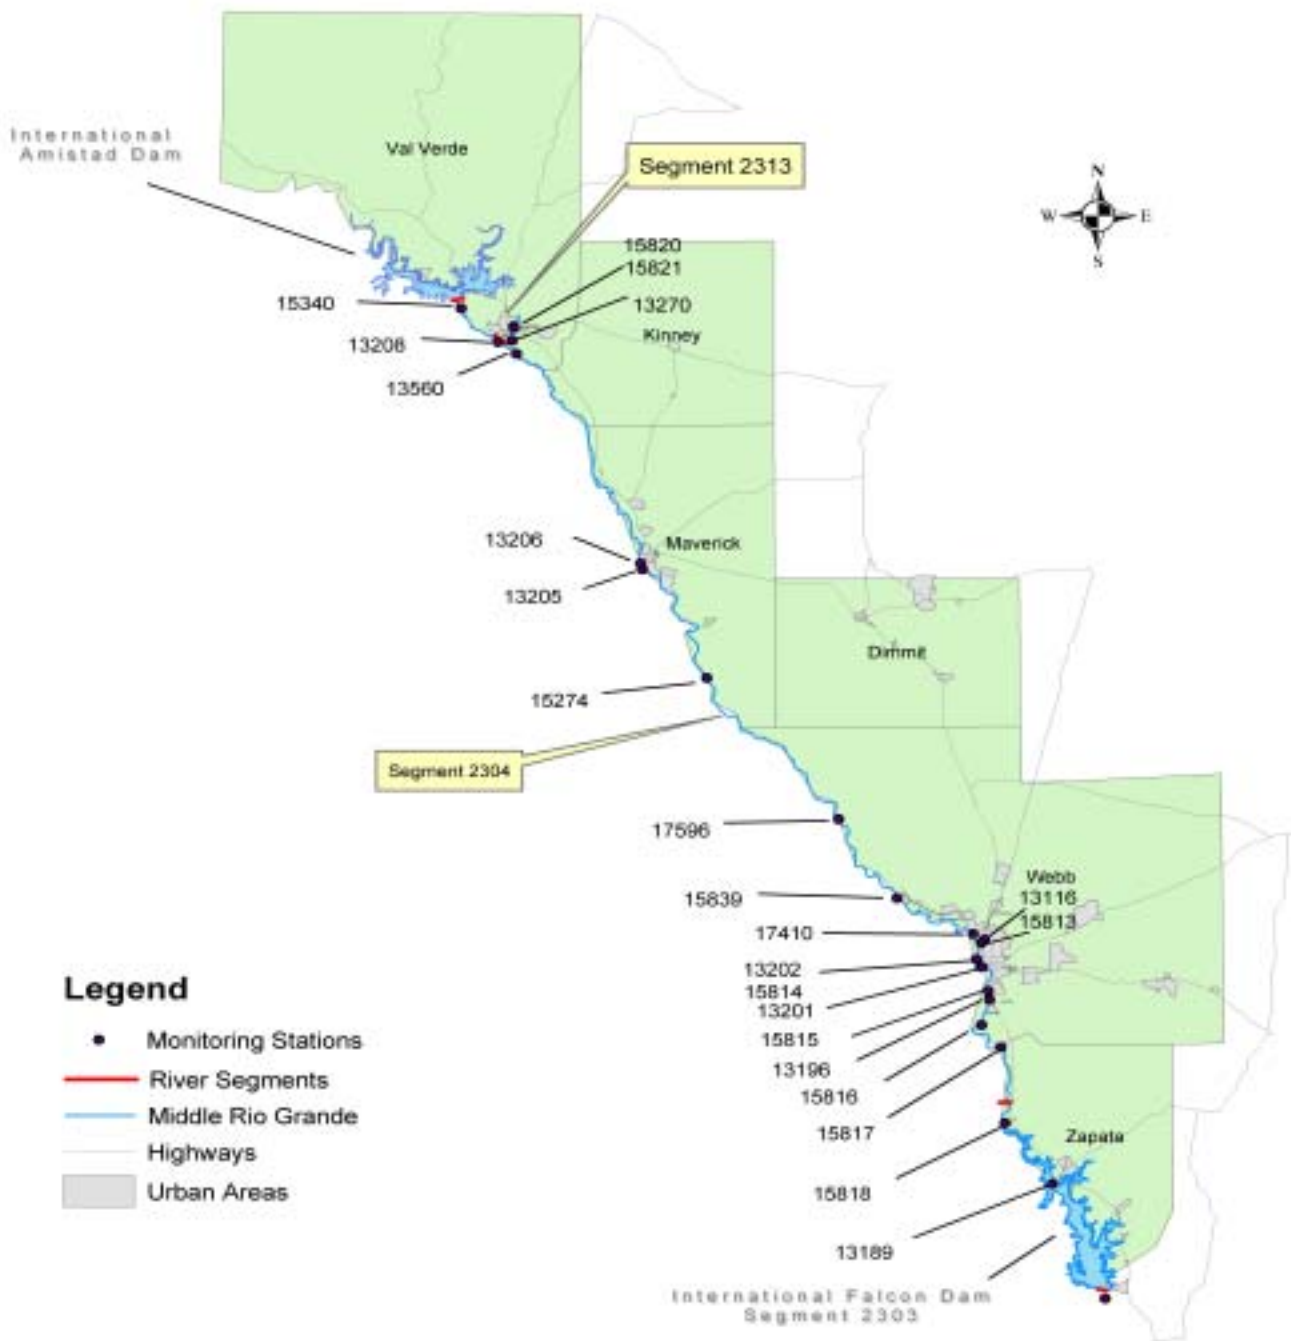 International
Amistad Dam
Val Verde
Segment 2313
N
W
E
S
15820
15821
13270
15340
13208
13560
Kinney
13206
Maverick
13205
Dimmit
15274
Segment 2304
17596
15839
Webb
13116
15813
17410
13202
15814
13201
15815
13196
15816
15817
Zapata
15818
13189
International Falcon Dam
Segment 2303
Legend
Monitoring Stations
River Segments
Middle Rio Grande
Highways
Urban Areas